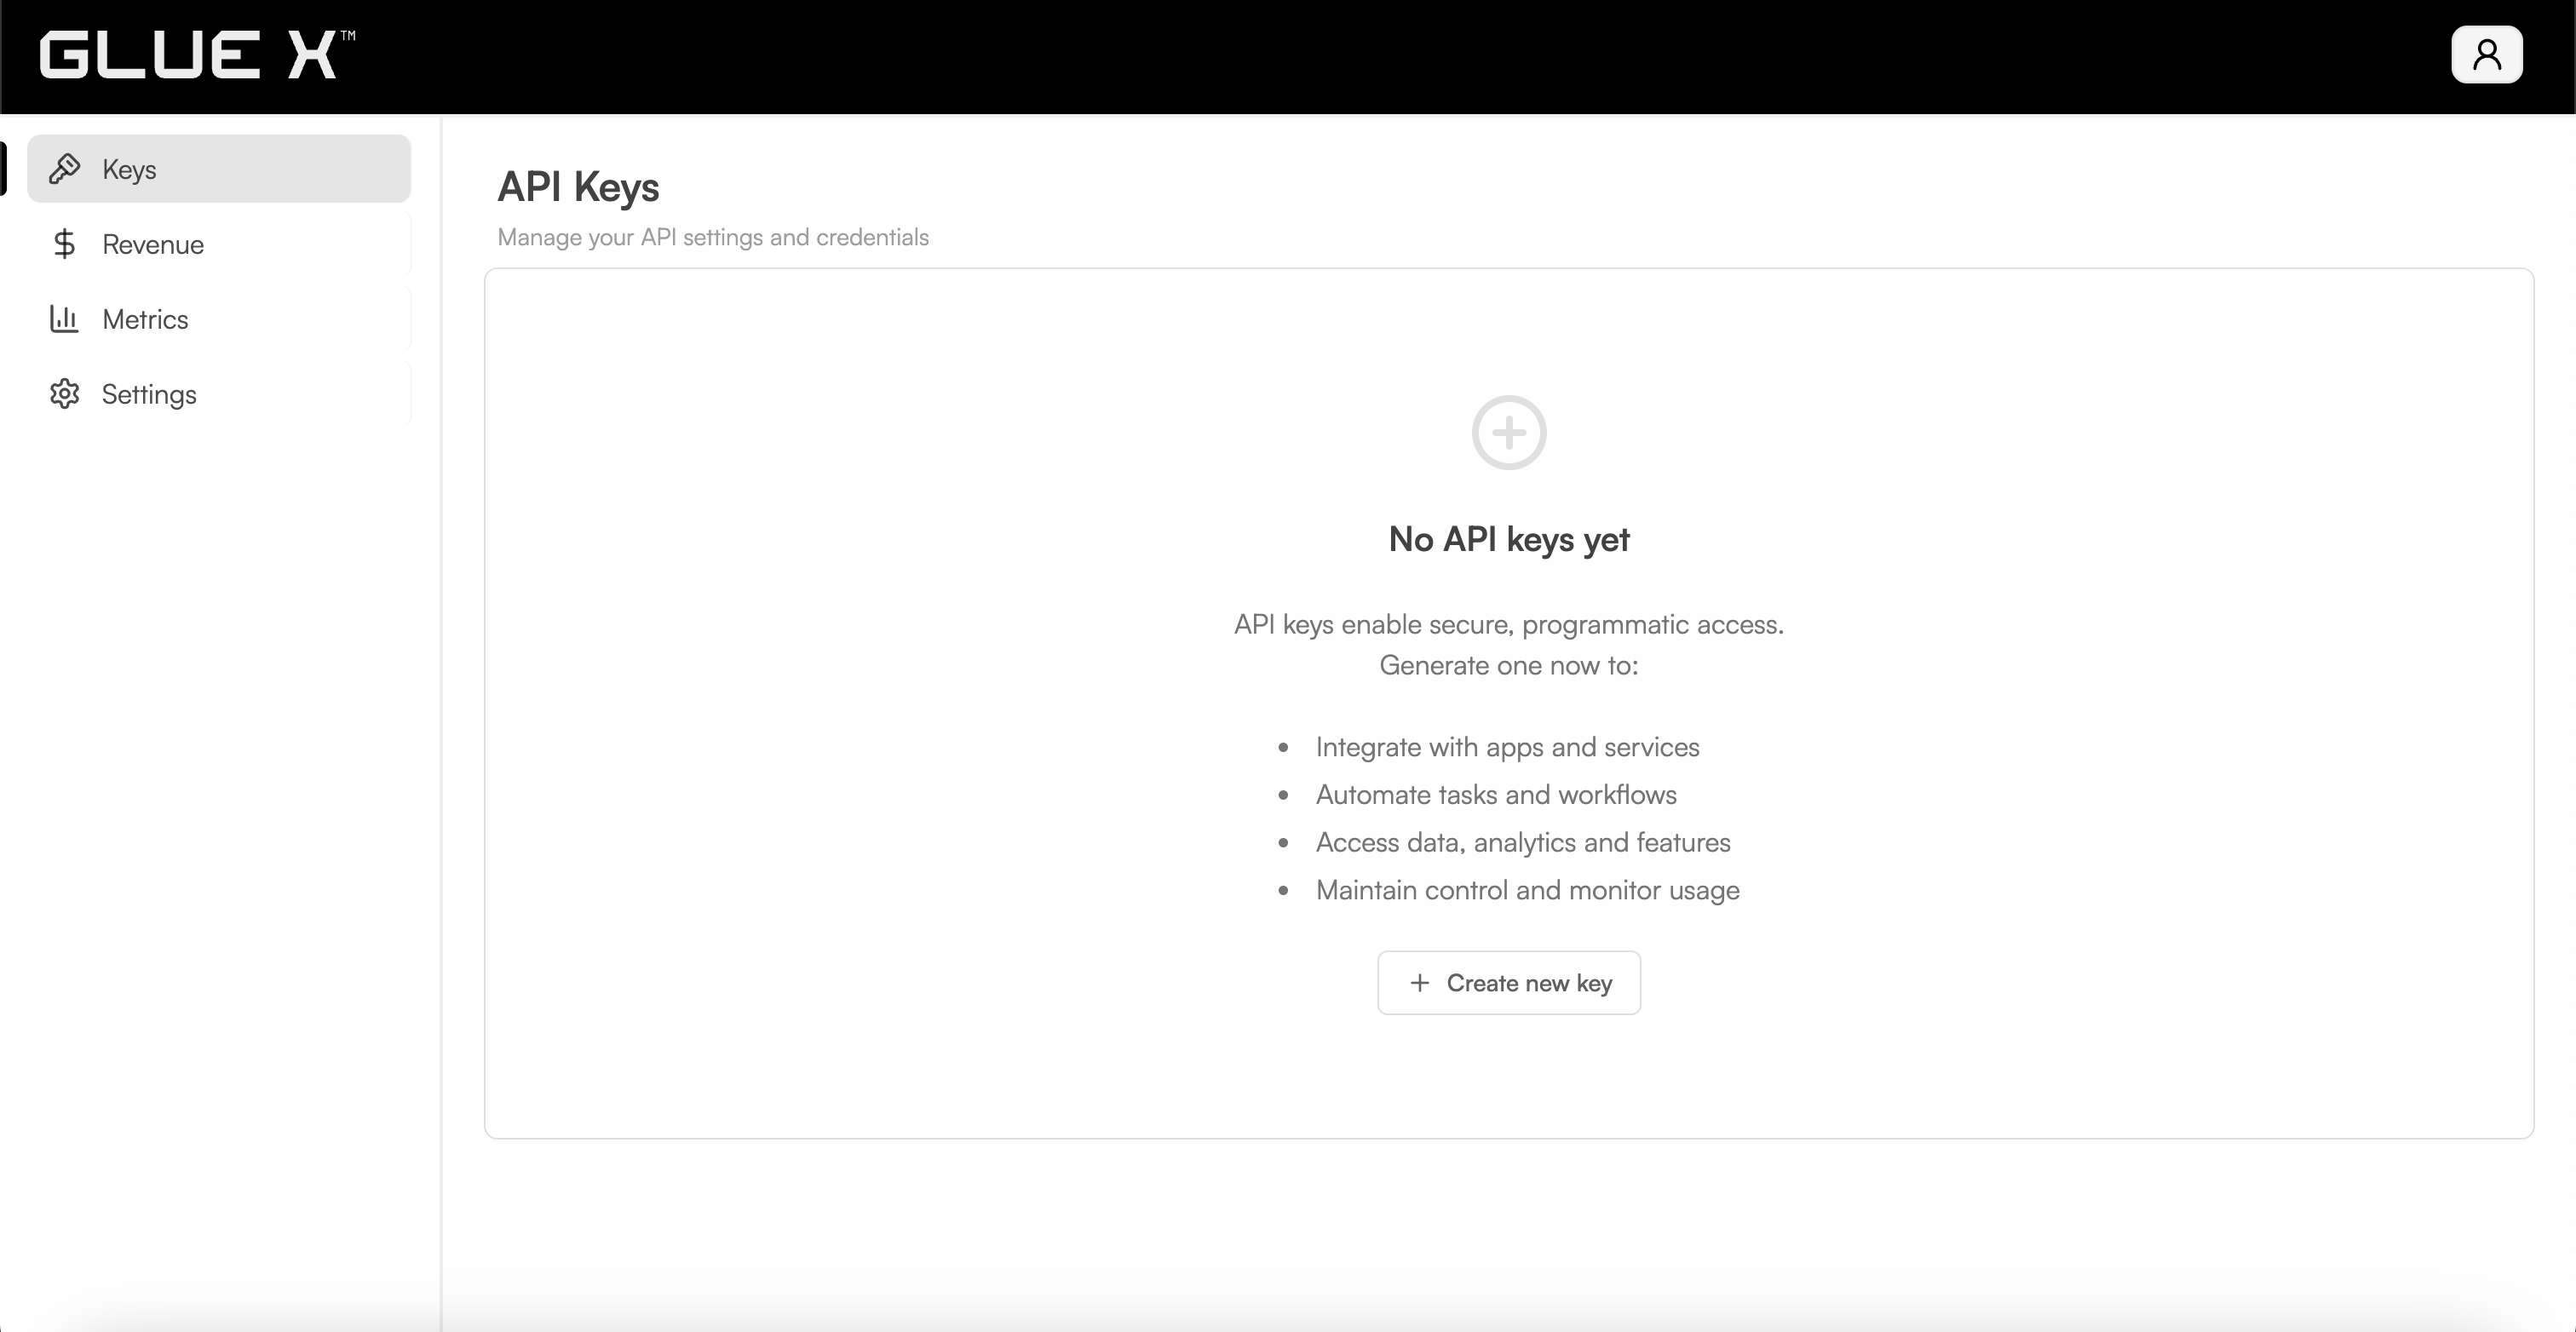 GLUE X™
Keys
Revenue
Metrics
Settings
API Keys
Manage your API settings and credentials
No API keys yet
API keys enable secure, programmatic access.
Generate one now to:
• Integrate with apps and services
• Automate tasks and workflows
• Access data, analytics and features
• Maintain control and monitor usage
+ Create new key